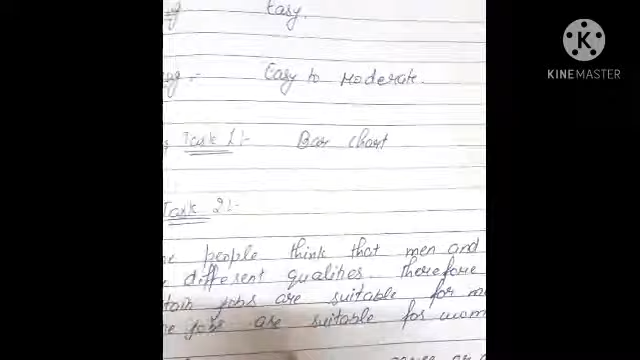 Easy.
Easy to Moderate.
Task 1:- Bar chart
Task 2:-
people think that men and
different qualities. Therefore
jobs are suitable for
jobs are suitable for
KINEMASTER